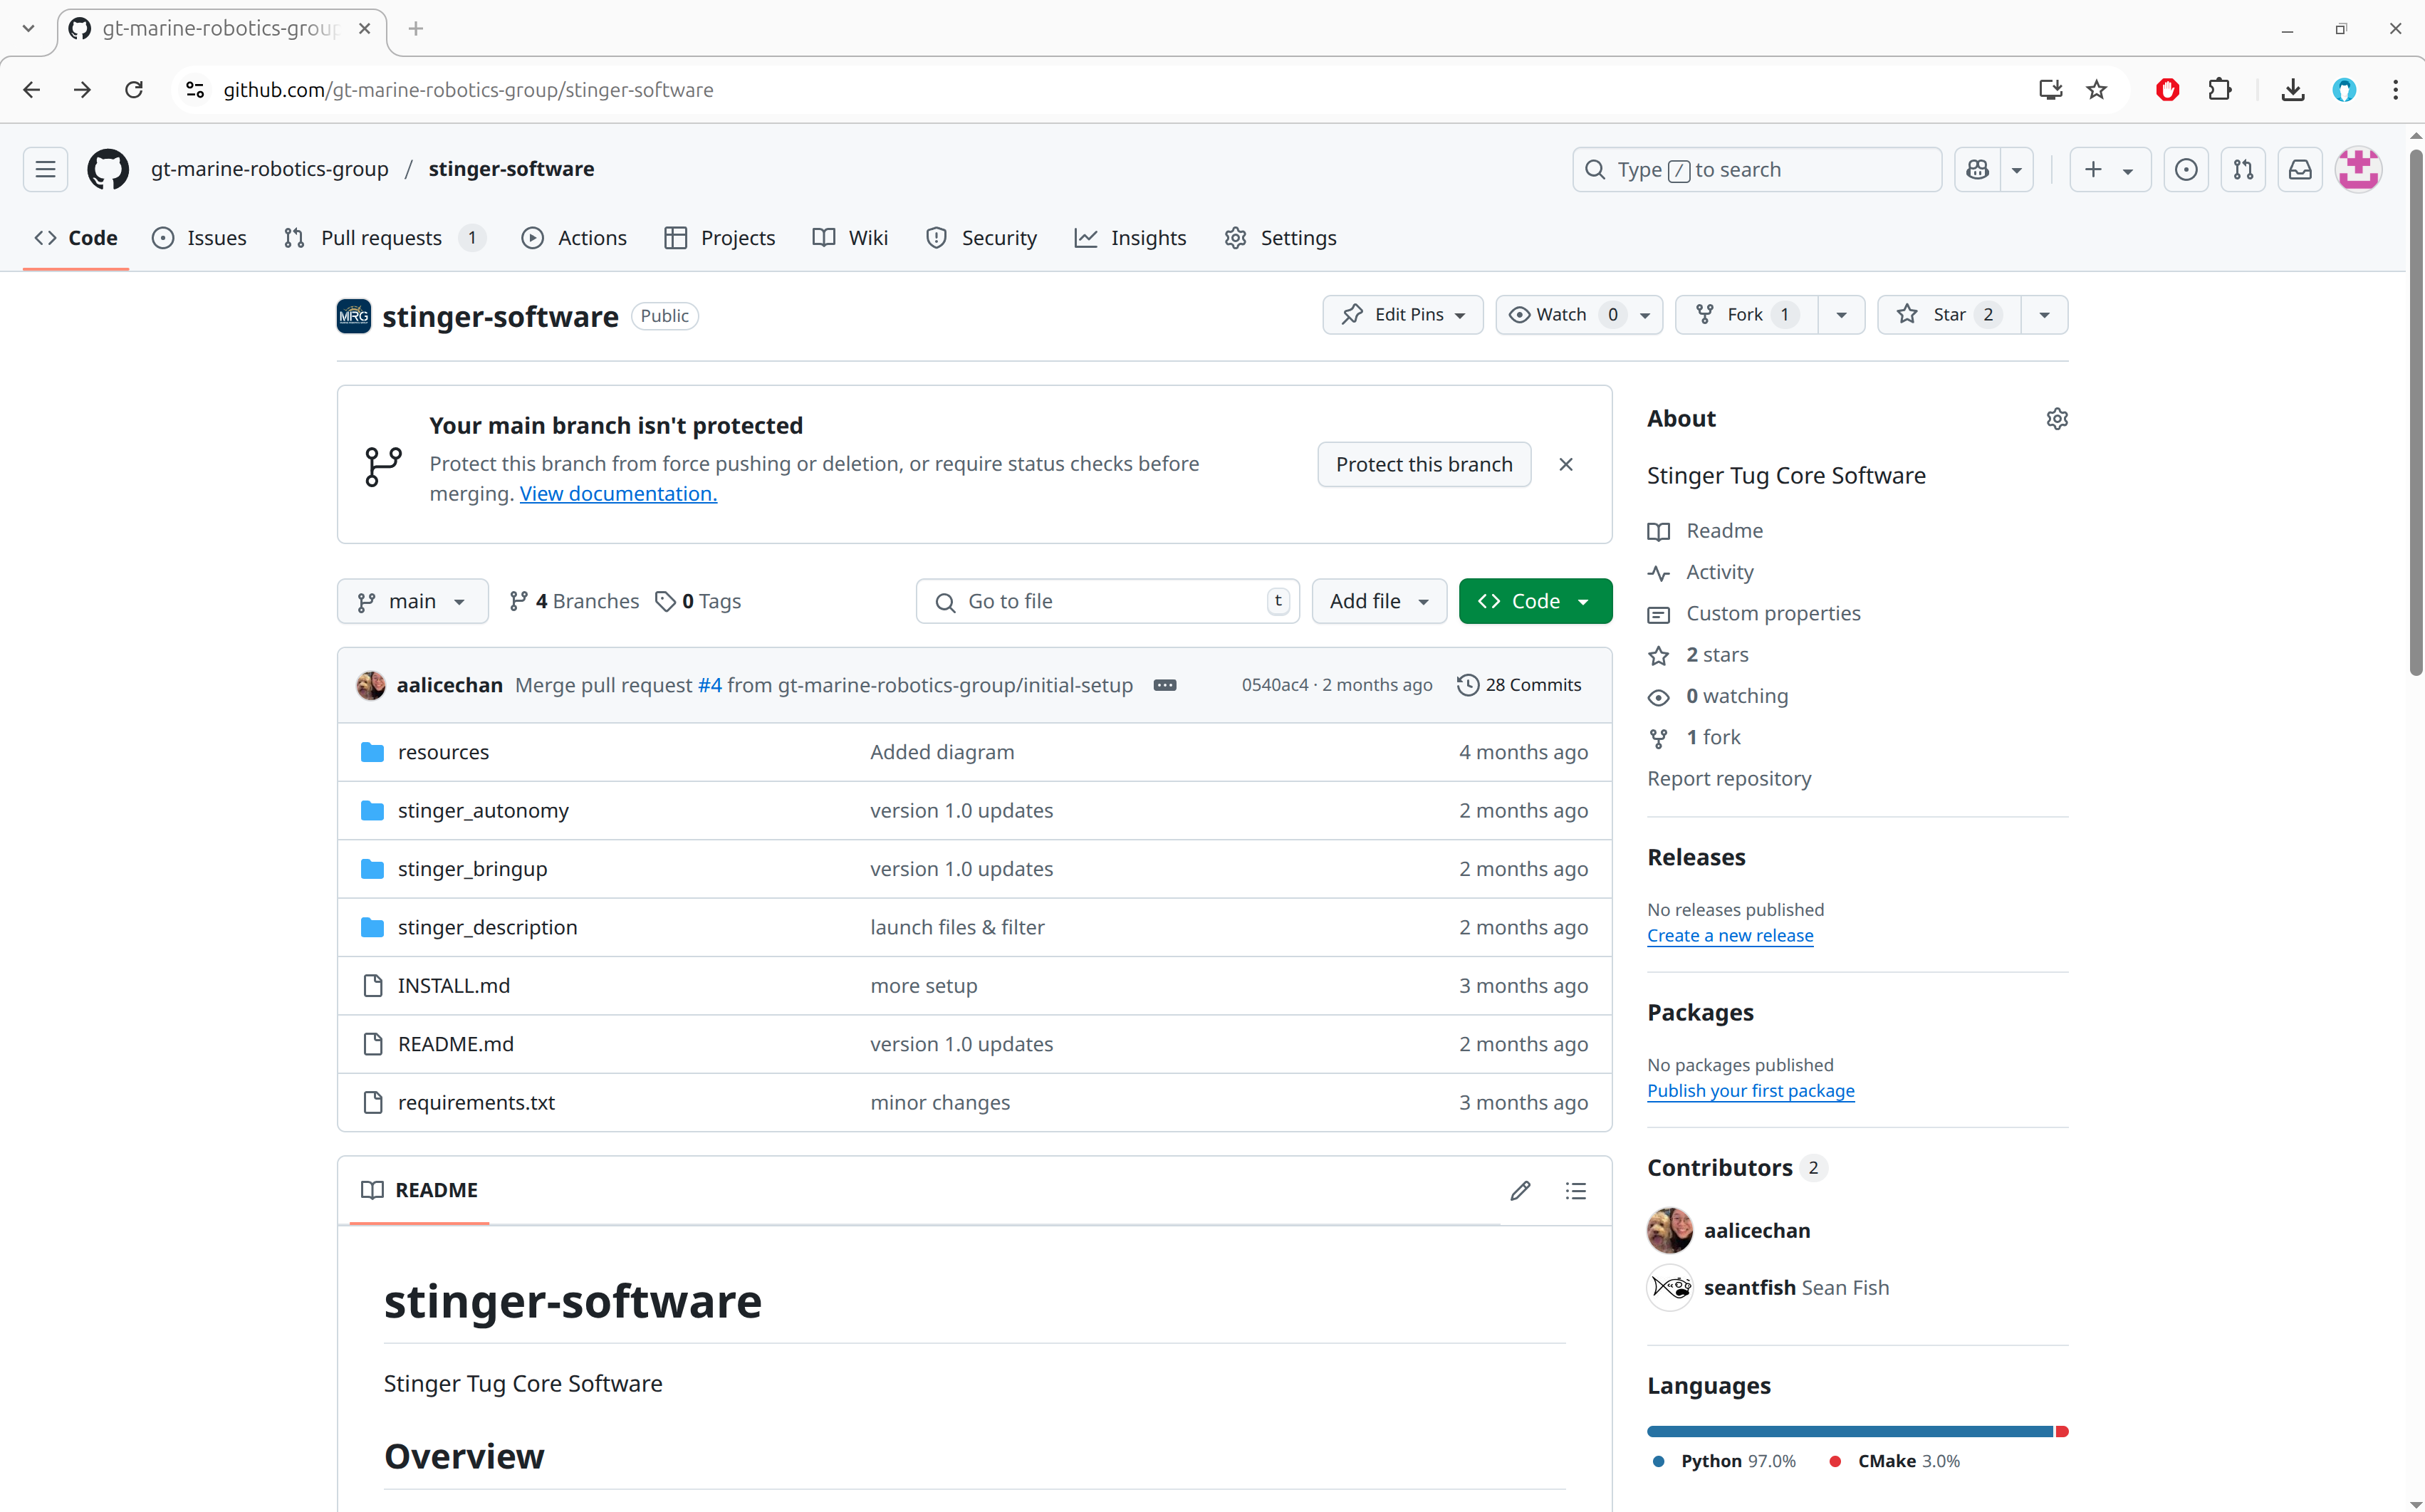 gt-marine-robotics-group
github.com/gt-marine-robotics-group/stinger-software
gt-marine-robotics-group / stinger-software
Type / to search
Code Issues Pull requests 1 Actions Projects Wiki Security Insights Settings
MRG stinger-software Public
Edit Pins Watch 0 Fork 1 Star 2
Your main branch isn't protected
Protect this branch from force pushing or deletion, or require status checks before
merging. View documentation.
Protect this branch
main 4 Branches 0 Tags
Go to file t
Add file
Code
aalicechan Merge pull request #4 from gt-marine-robotics-group/initial-setup 0540ac4 · 2 months ago 28 Commits
resources Added diagram 4 months ago
stinger_autonomy version 1.0 updates 2 months ago
stinger_bringup version 1.0 updates 2 months ago
stinger_description launch files & filter 2 months ago
INSTALL.md more setup 3 months ago
README.md version 1.0 updates 2 months ago
requirements.txt minor changes 3 months ago
README
stinger-software
Stinger Tug Core Software
Overview
About
Stinger Tug Core Software
Readme
Activity
Custom properties
2 stars
0 watching
1 fork
Report repository
Releases
No releases published
Create a new release
Packages
No packages published
Publish your first package
Contributors 2
aalicechan
seantfish Sean Fish
Languages
Python 97.0% CMake 3.0%